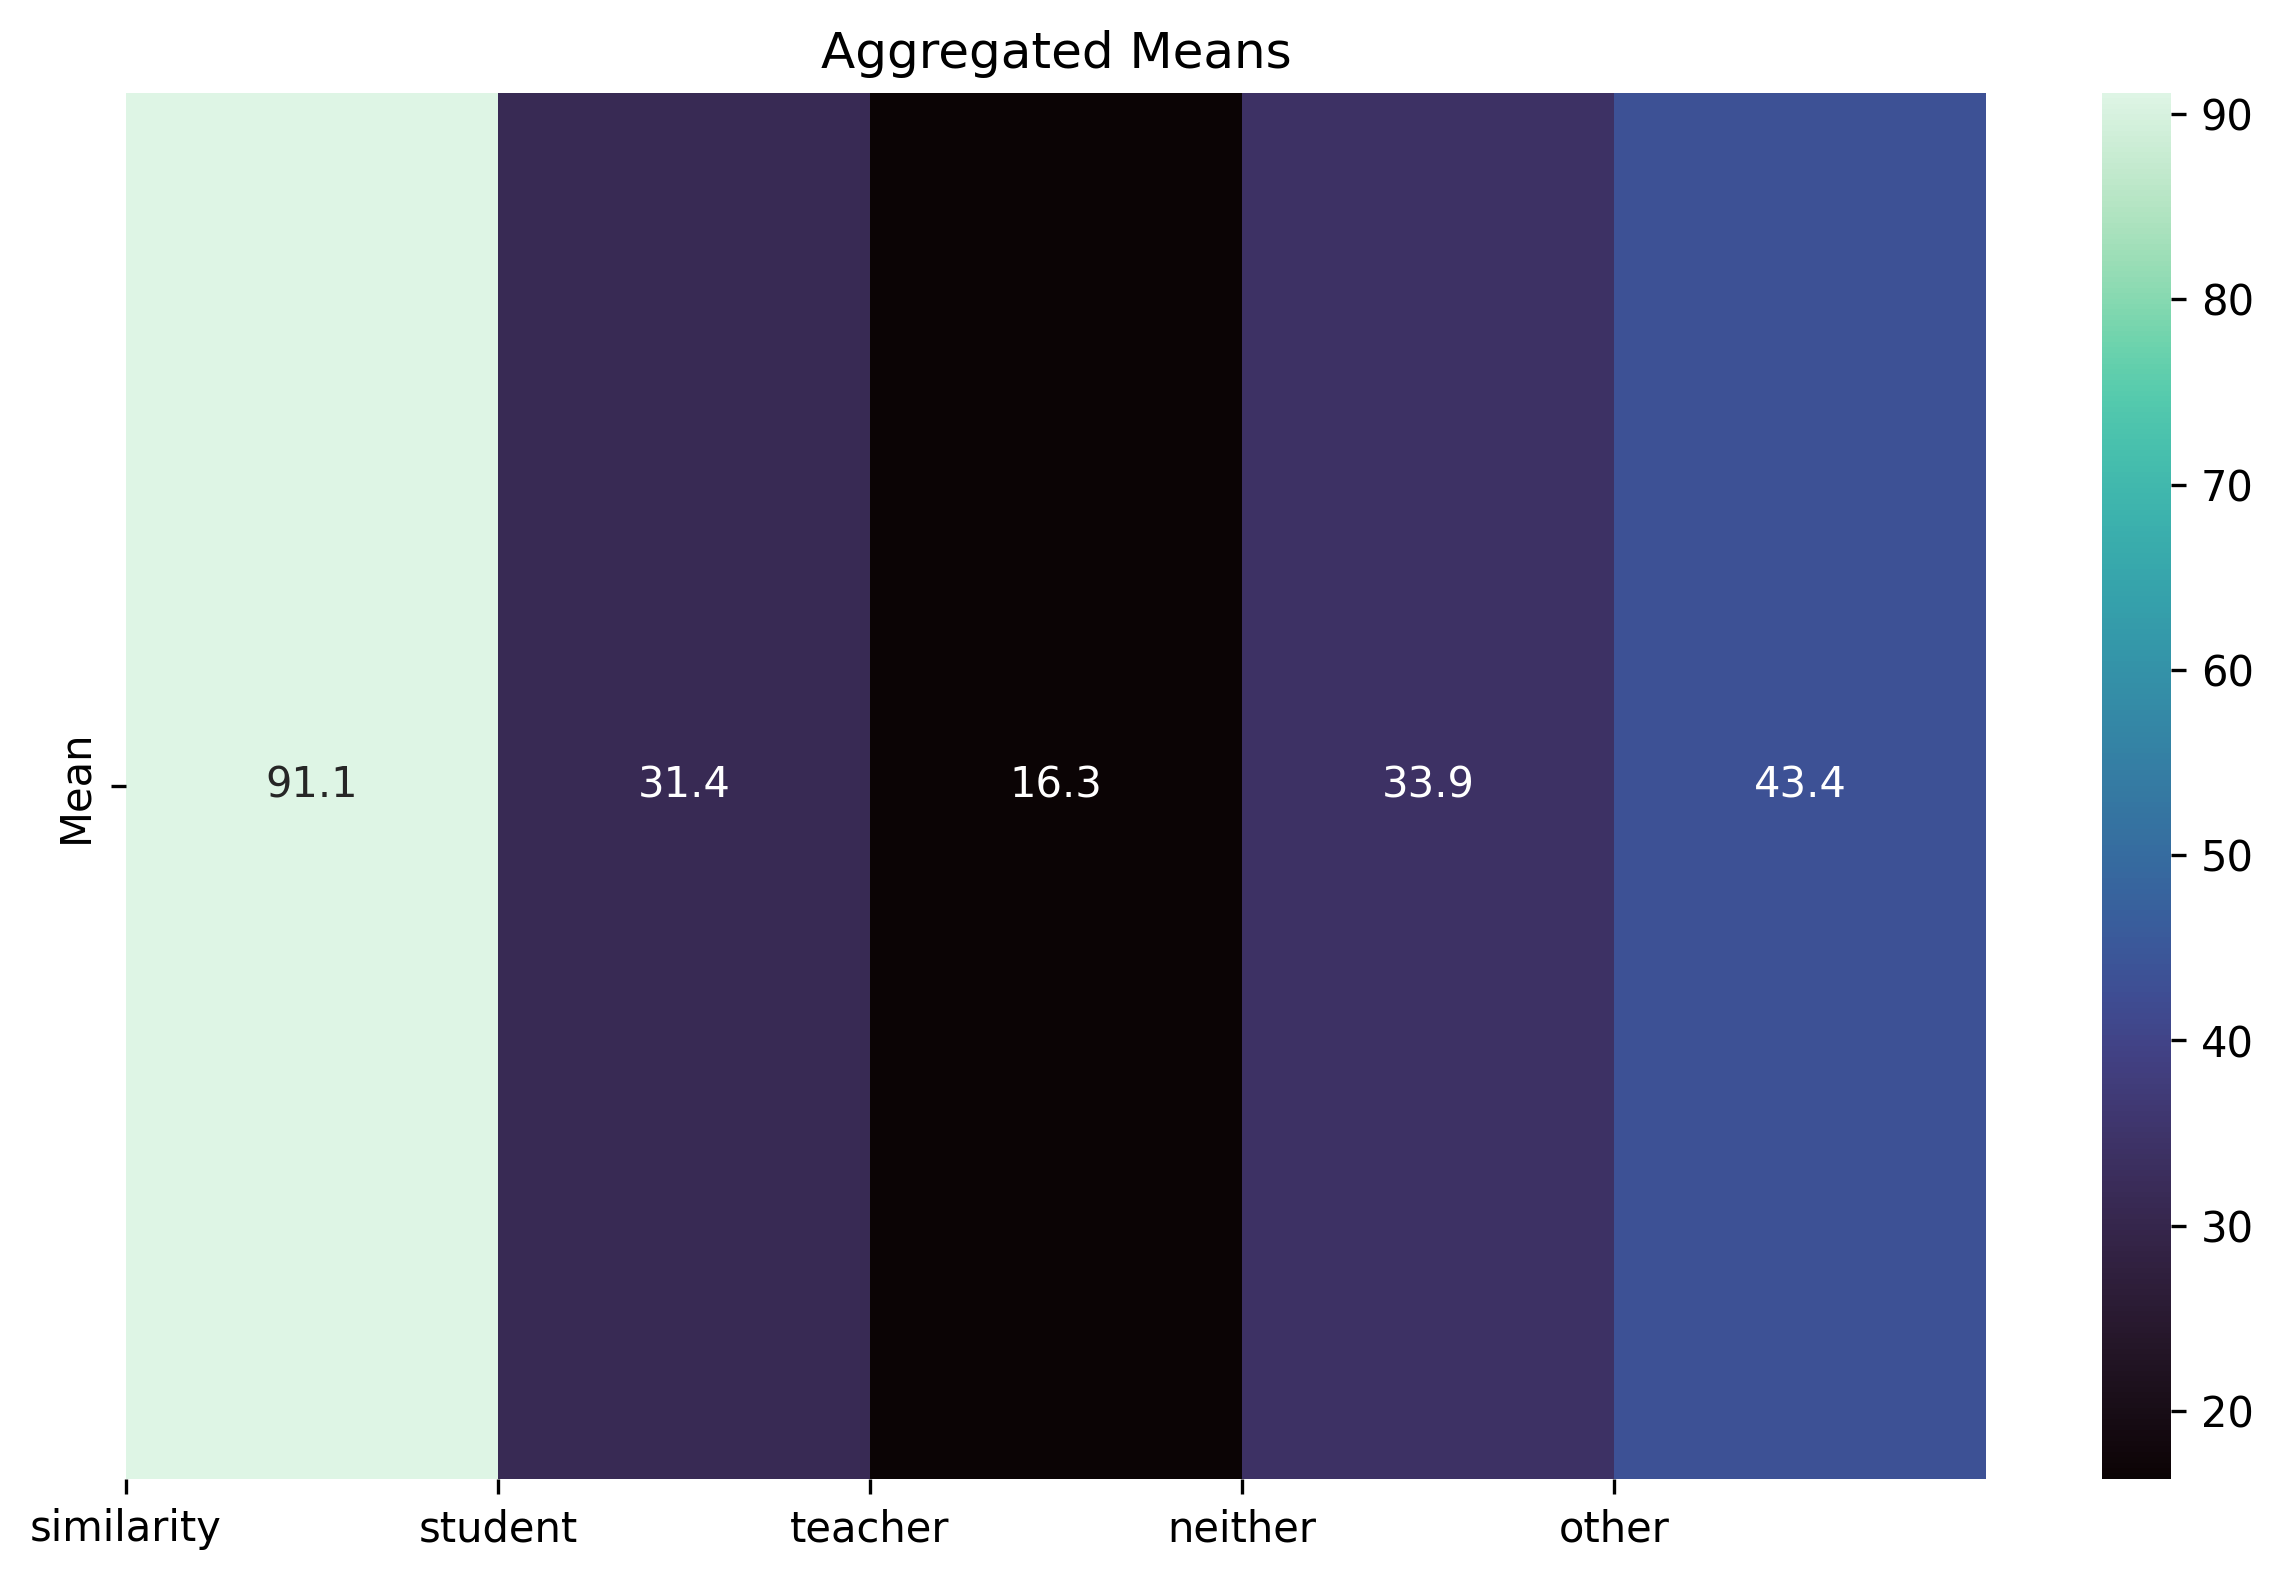 Aggregated Means
Mean
91.1 31.4 16.3 33.9 43.4
similarity student teacher neither other
90
80
70
60
50
40
30
20